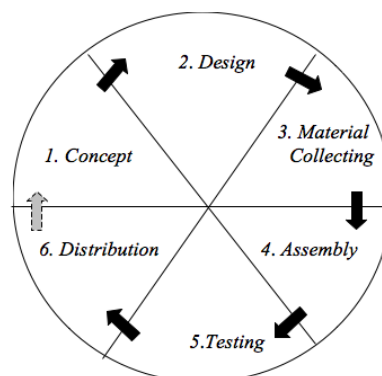 1. Concept
2. Design
3. Material
Collecting
4. Assembly
5.Testing
6. Distribution